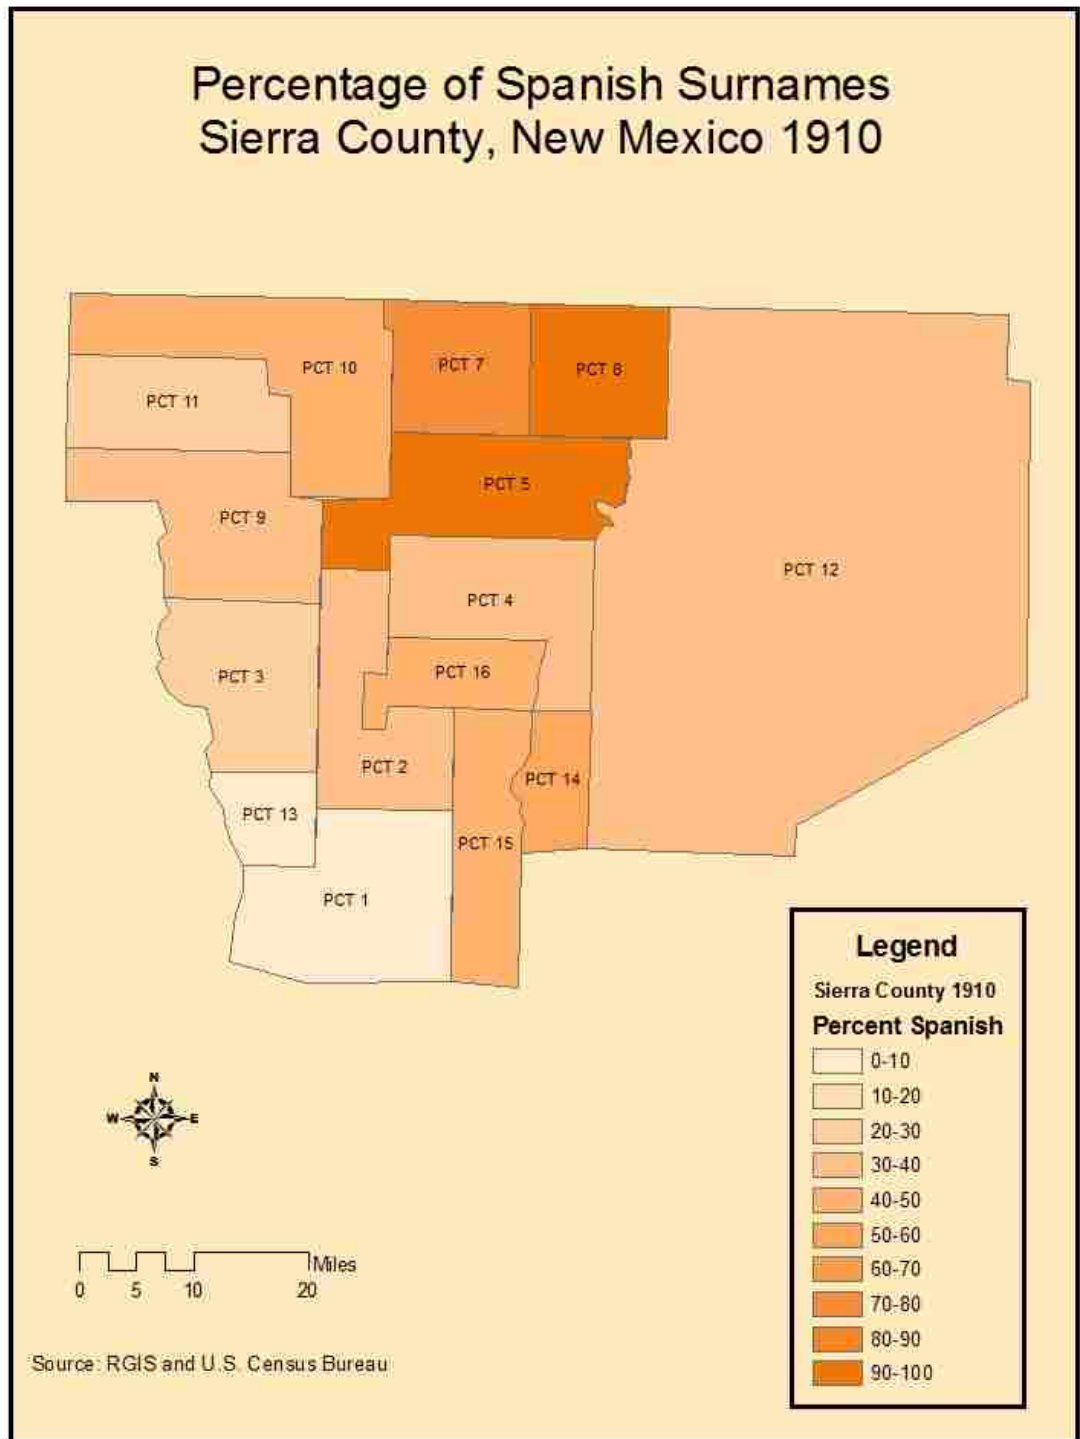 Percentage of Spanish Surnames
Sierra County, New Mexico 1910
PCT 10
PCT 7
PCT 6
PCT 11
PCT 5
PCT 9
PCT 12
PCT 4
PCT 3
PCT 16
PCT 2
PCT 14
PCT 13
PCT 15
PCT 1
Legend
Sierra County 1910
Percent Spanish
0-10
10-20
20-30
30-40
40-50
50-60
60-70
70-80
80-90
90-100
N
W E
S
Miles
0 5 10 20
Source: RGIS and U.S. Census Bureau